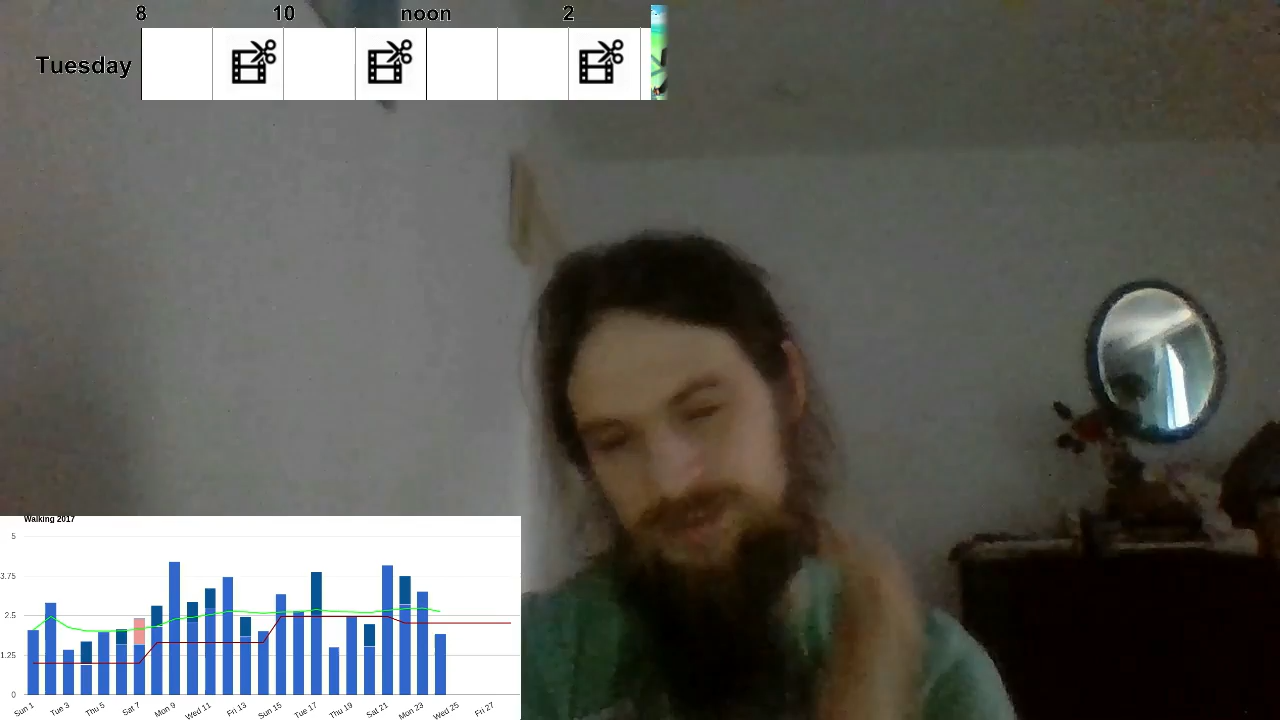 8 10 noon 2
Tuesday
Walking 2017
5
3.75
2.5
1.25
0
Sun 1 Tue 3 Thu 5 Sat 7 Mon 9 Wed 11 Fri 13 Sun 15 Tue 17 Thu 19 Sat 21 Mon 23 Wed 25 Fri 27